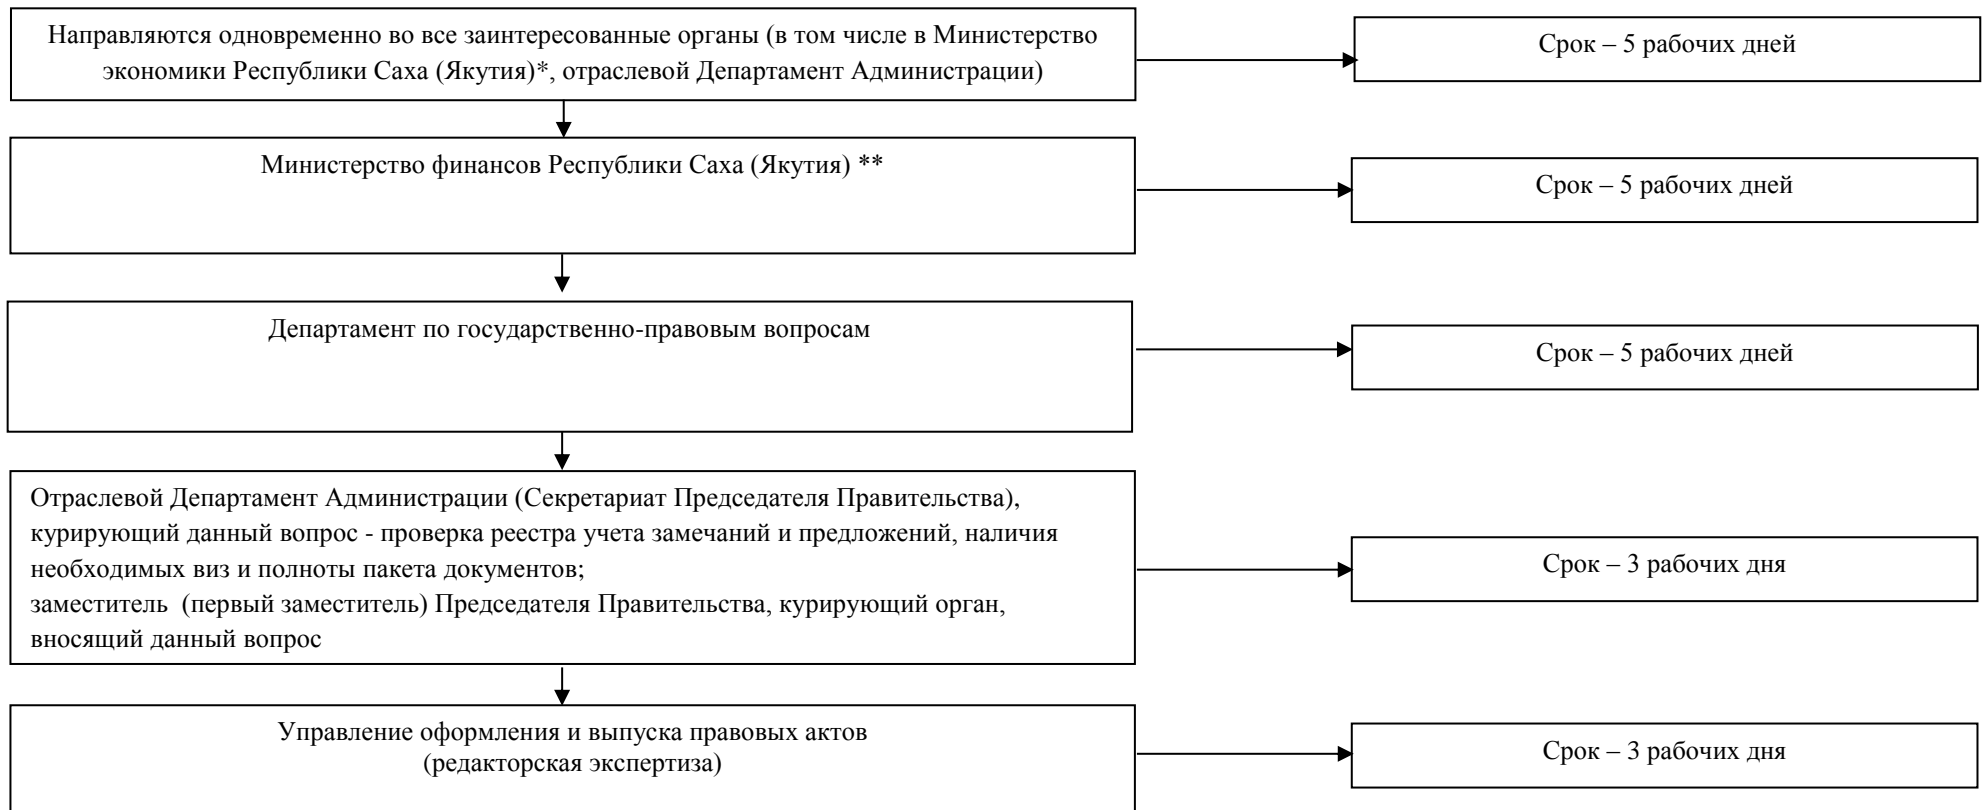 Направляются одновременно во все заинтересованные органы (в том числе в Министерство
экономики Республики Саха (Якутия)*, отраслевой Департамент Администрации)
Срок – 5 рабочих дней
Министерство финансов Республики Саха (Якутия) **
Срок – 5 рабочих дней
Департамент по государственно-правовым вопросам
Срок – 5 рабочих дней
Отраслевой Департамент Администрации (Секретариат Председателя Правительства),
курирующий данный вопрос - проверка реестра учета замечаний и предложений, наличия
необходимых виз и полноты пакета документов;
заместитель (первый заместитель) Председателя Правительства, курирующий орган,
вносящий данный вопрос
Срок – 3 рабочих дня
Управление оформления и выпуска правовых актов
(редакторская экспертиза)
Срок – 3 рабочих дня